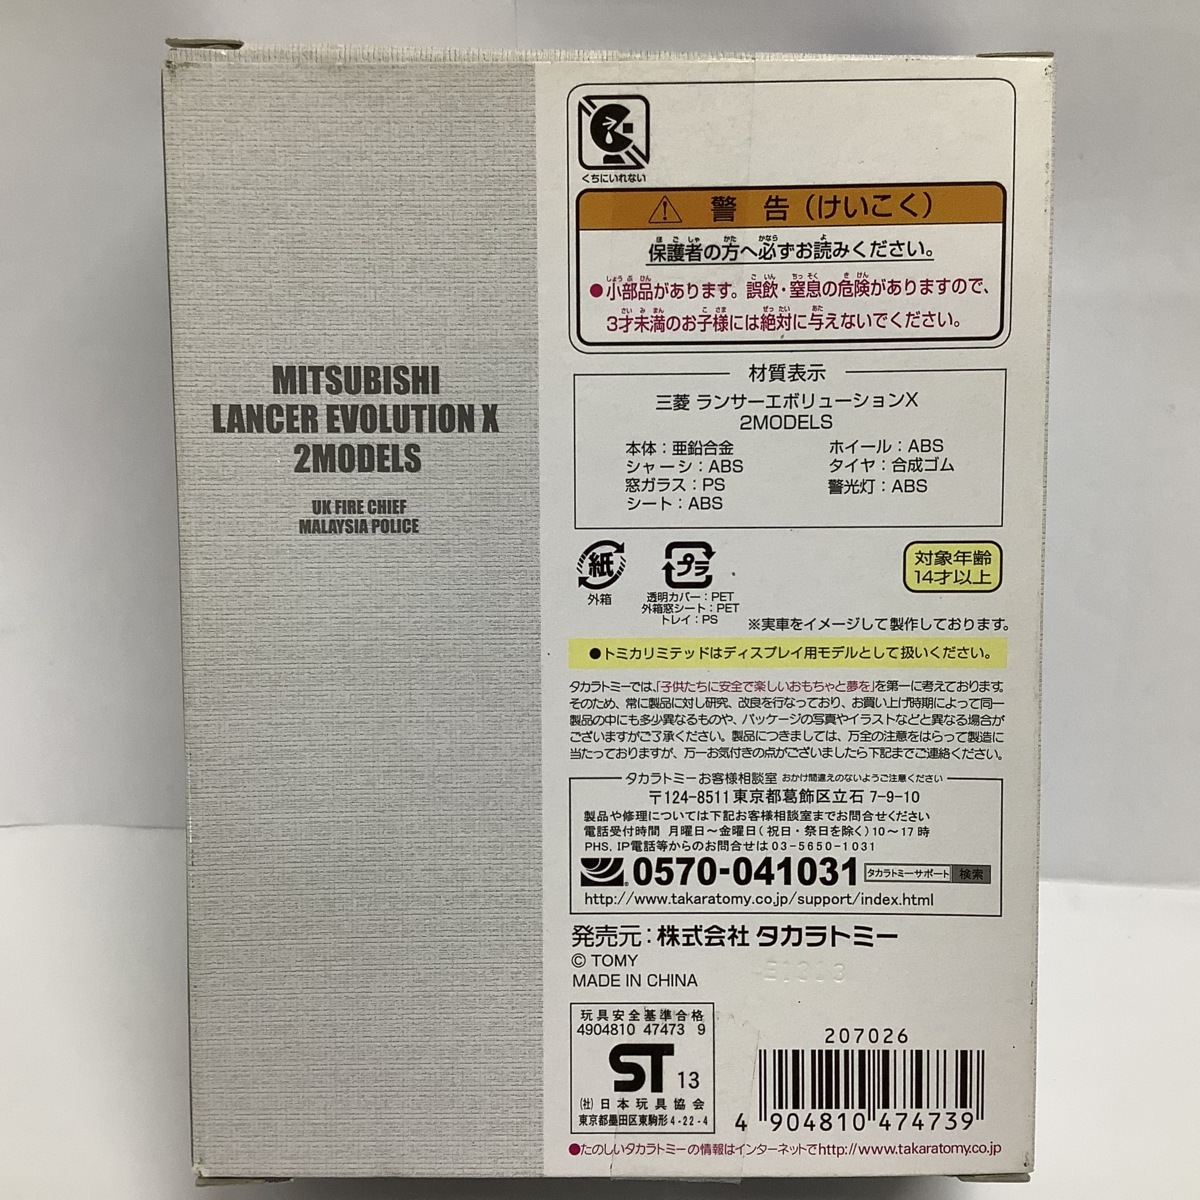 MITSUBISHI
LANCER EVOLUTION X
2MODELS
UK FIRE CHIEF
MALAYSIA POLICE
くちにいれない
警告(けいこく)
保護者の方へ必ずお読みください。
●小部品があります。誤飲・窒息の危険がありますので、
3才未満のお子様には絶対に与えないでください。
材質表示
三菱 ランサーエボリューションX
2MODELS
本体：亜鉛合金
シャーシ：ABS
窓ガラス：PS
シート：ABS
ホイール：ABS
タイヤ：合成ゴム
警光灯：ABS
紙
外箱
プラ
透明カバー：PET
外箱窓シート：PET
トレイ：PS
対象年齢
14才以上
※実車をイメージして製作しております。
●トミカリミテッドはディスプレイ用モデルとして扱いください。
タカラトミーでは、「子供たちに安全で楽しいおもちゃと夢を」を第一に考えております。
そのため、常に製品に対し研究、改良を行なっており、お買い上げ時期によって同一
製品の中にも多少異なるものや、パッケージの写真やイラストなどと異なる場合が
ございますがご了承ください。製品につきましては、万全の注意をはらって製造に
当たっておりますが、万一お気付きの点がございましたら下記までご連絡ください。
タカラトミーお客様相談室 おかけ間違えのないようご注意ください
〒124-8511 東京都葛飾区立石 7-9-10
製品や修理については下記お客様相談室までお問合せください
電話受付時間 月曜日～金曜日(祝日・祭日を除く)10～17時
PHS、IP電話等からのお問合せは03-5650-1031
0570-041031 タカラトミーサポート 検索
http://www.takaratomy.co.jp/support/index.html
発売元：株式会社 タカラトミー
© TOMY
MADE IN CHINA
玩具安全基準合格
4904810 47473 9
ST 13
(社)日本玩具協会
東京都墨田区東駒形4-22-4
207026
4 904810 474739
●たのしいタカラトミーの情報はインターネットでhttp://www.takaratomy.co.jp